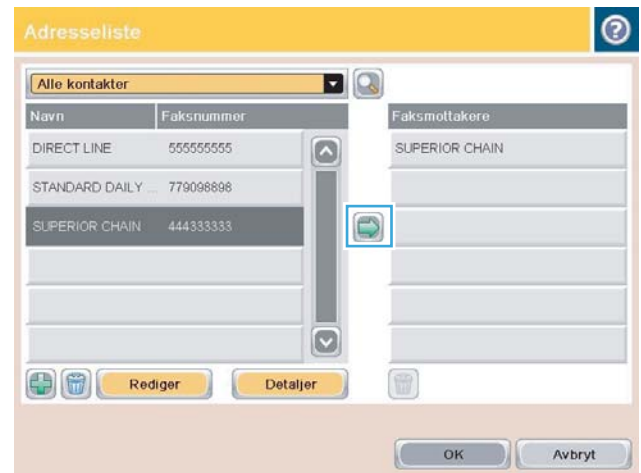 Adresseliste
Alle kontakter
Navn Faksnummer Faksmottakere
DIRECT LINE 555555555 SUPERIOR CHAIN
STANDARD DAILY ... 779098898
SUPERIOR CHAIN 444333333
Rediger Detaljer
OK Avbryt